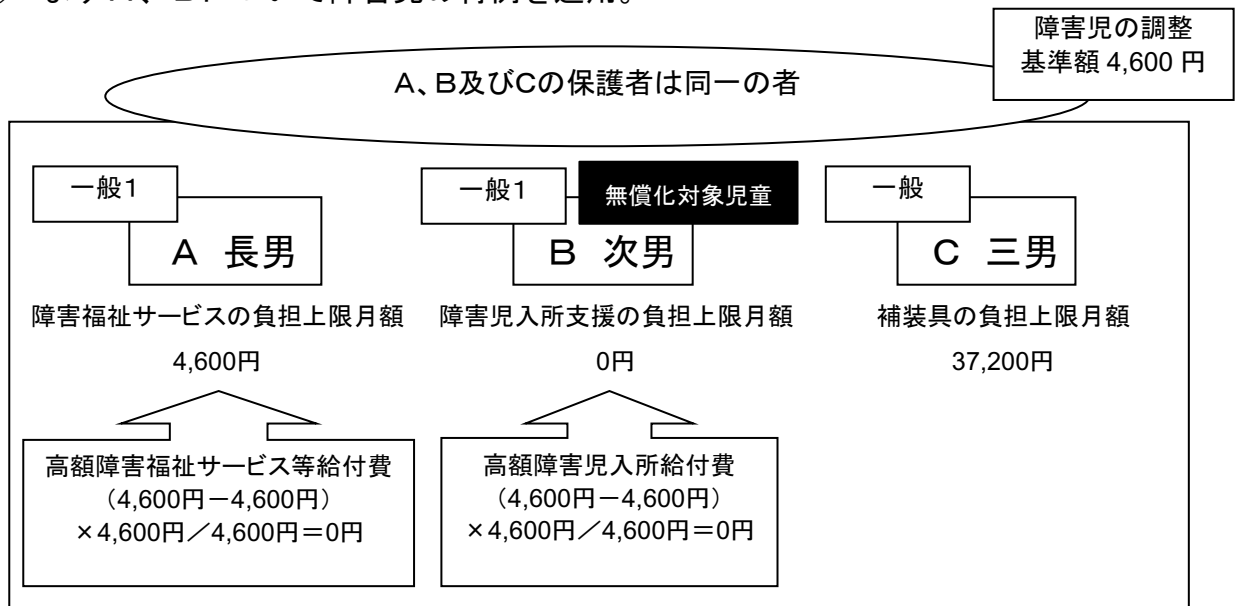 障害児の調整
基準額 4,600 円
A、B及びCの保護者は同一の者
一般1
A 長男
障害福祉サービスの負担上限月額
4,600円
高額障害福祉サービス等給付費
(4,600円－4,600円)
×4,600円／4,600円＝0円
一般1
無償化対象児童
B 次男
障害児入所支援の負担上限月額
0円
高額障害児入所給付費
(4,600円－4,600円)
×4,600円／4,600円＝0円
一般
C 三男
補装具の負担上限月額
37,200円